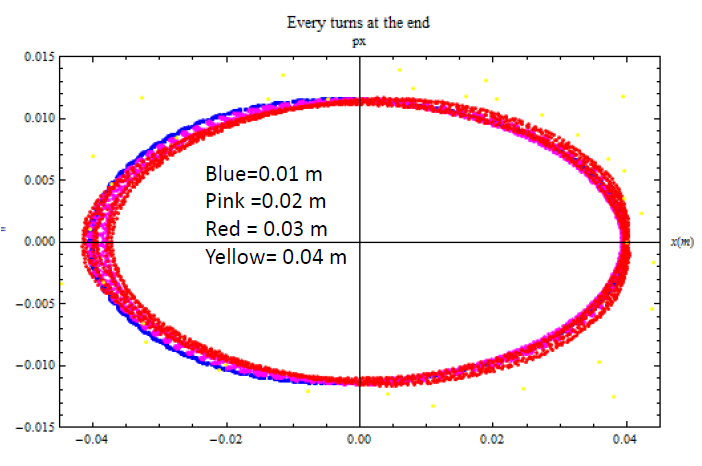 Every turns at the end
px
0.015
0.010
Blue=0.01 m
0.005
Pink =0.02 m
Red = 0.03 m
0.000
x(m)
Yellow= 0.04 m
−0.005
−0.010
−0.015
−0.04 −0.02 0.00 0.02 0.04